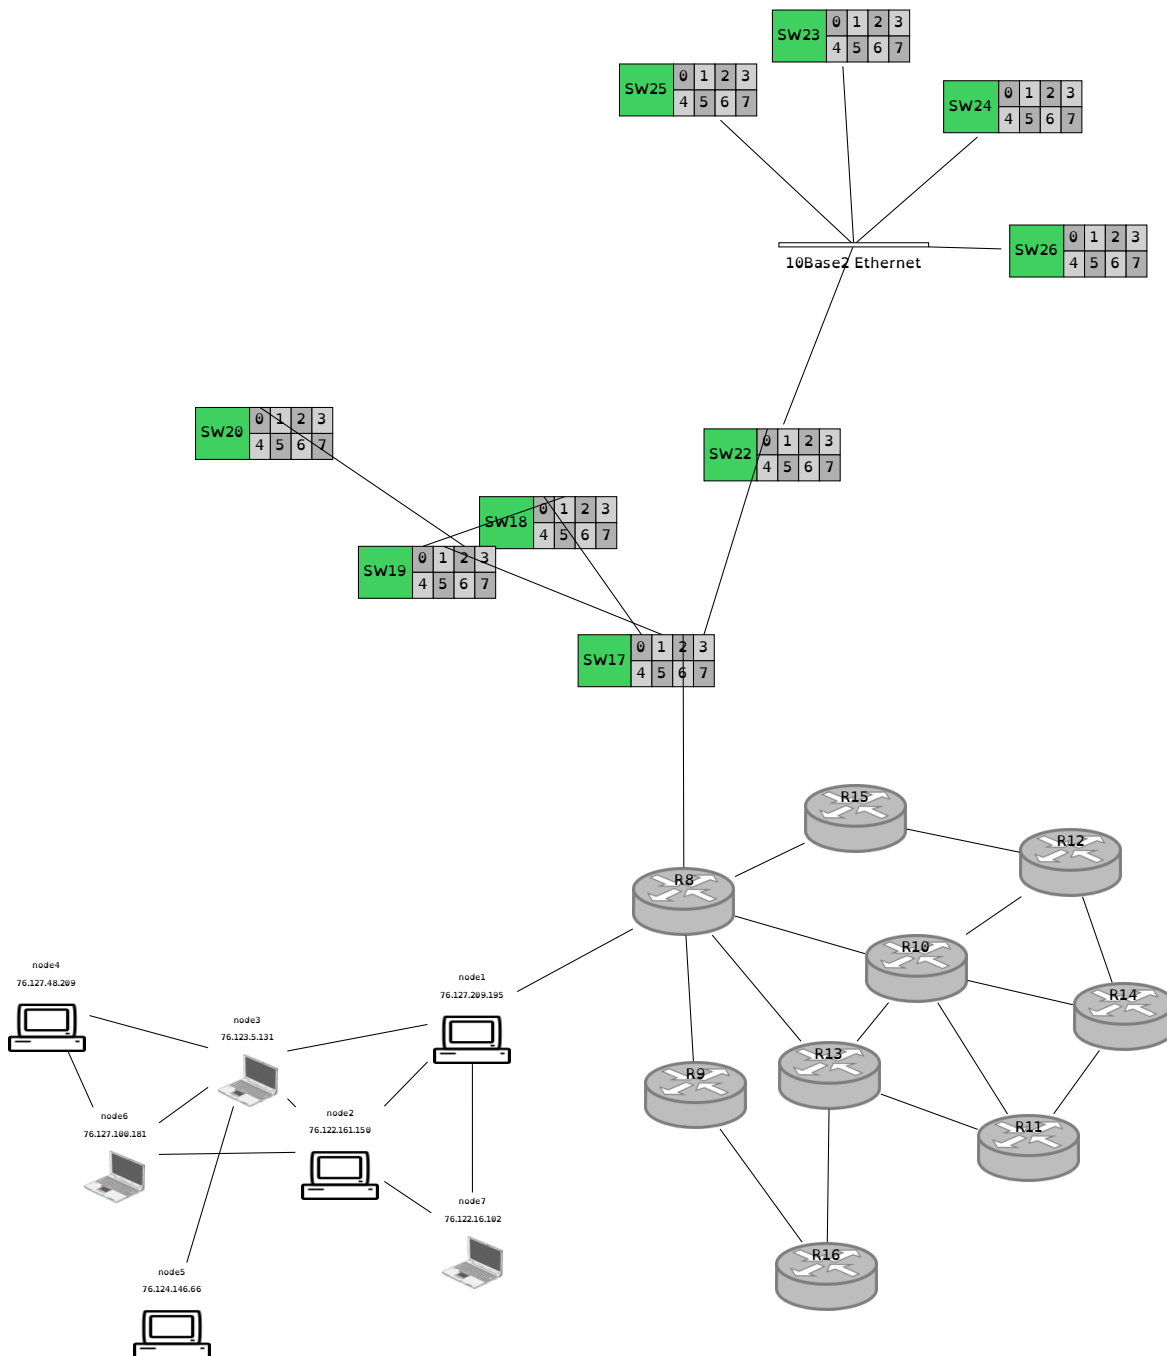 SW23
0 1 2 3
4 5 6 7
SW25
0 1 2 3
4 5 6 7
SW24
0 1 2 3
4 5 6 7
SW26
0 1 2 3
4 5 6 7
10Base2 Ethernet
SW20
0 1 2 3
4 5 6 7
SW22
0 1 2 3
4 5 6 7
SW18
0 1 2 3
4 5 6 7
SW19
0 1 2 3
4 5 6 7
SW17
0 1 2 3
4 5 6 7
R15
R12
R8
R10
R14
R13
R9
R11
R16
node4
76.127.48.209
node1
76.127.209.195
node3
76.123.5.131
node2
76.122.161.150
node6
76.127.100.181
node7
76.122.16.102
node5
76.124.146.66